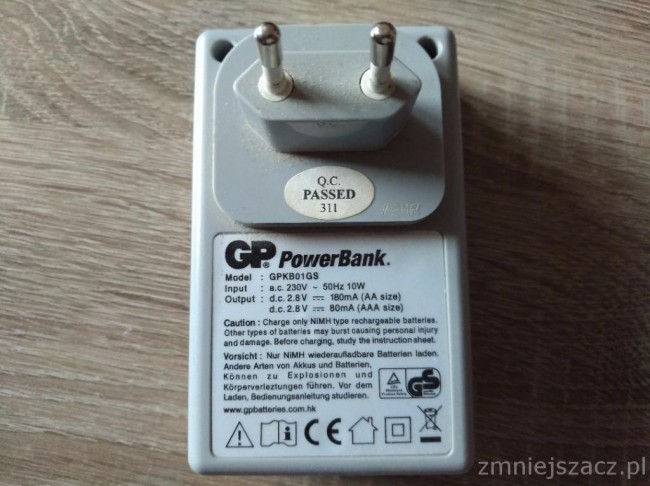 Q.C.
PASSED
311
GP® PowerBank®
Model : GPKB01GS
Input : a.c. 230V ~ 50Hz 10W
Output : d.c. 2.8V ⎓ 180mA (AA size)
d.c. 2.8V ⎓ 80mA (AAA size)
Caution : Charge only NiMH type rechargeable batteries.
Other types of batteries may burst causing personal injury
and damage. Before charging, study the instruction sheet.
Vorsicht : Nur NiMH wiederaufladbare Batterien laden.
Andere Arten von Akkus und Batterien,
Können zu Explosionen und
Körperverleztungen führen. Vor dem
Laden, Bedienungsanleitung studieren.
www.gpbatteries.com.hk
GS
CE
zmniejszacz.pl